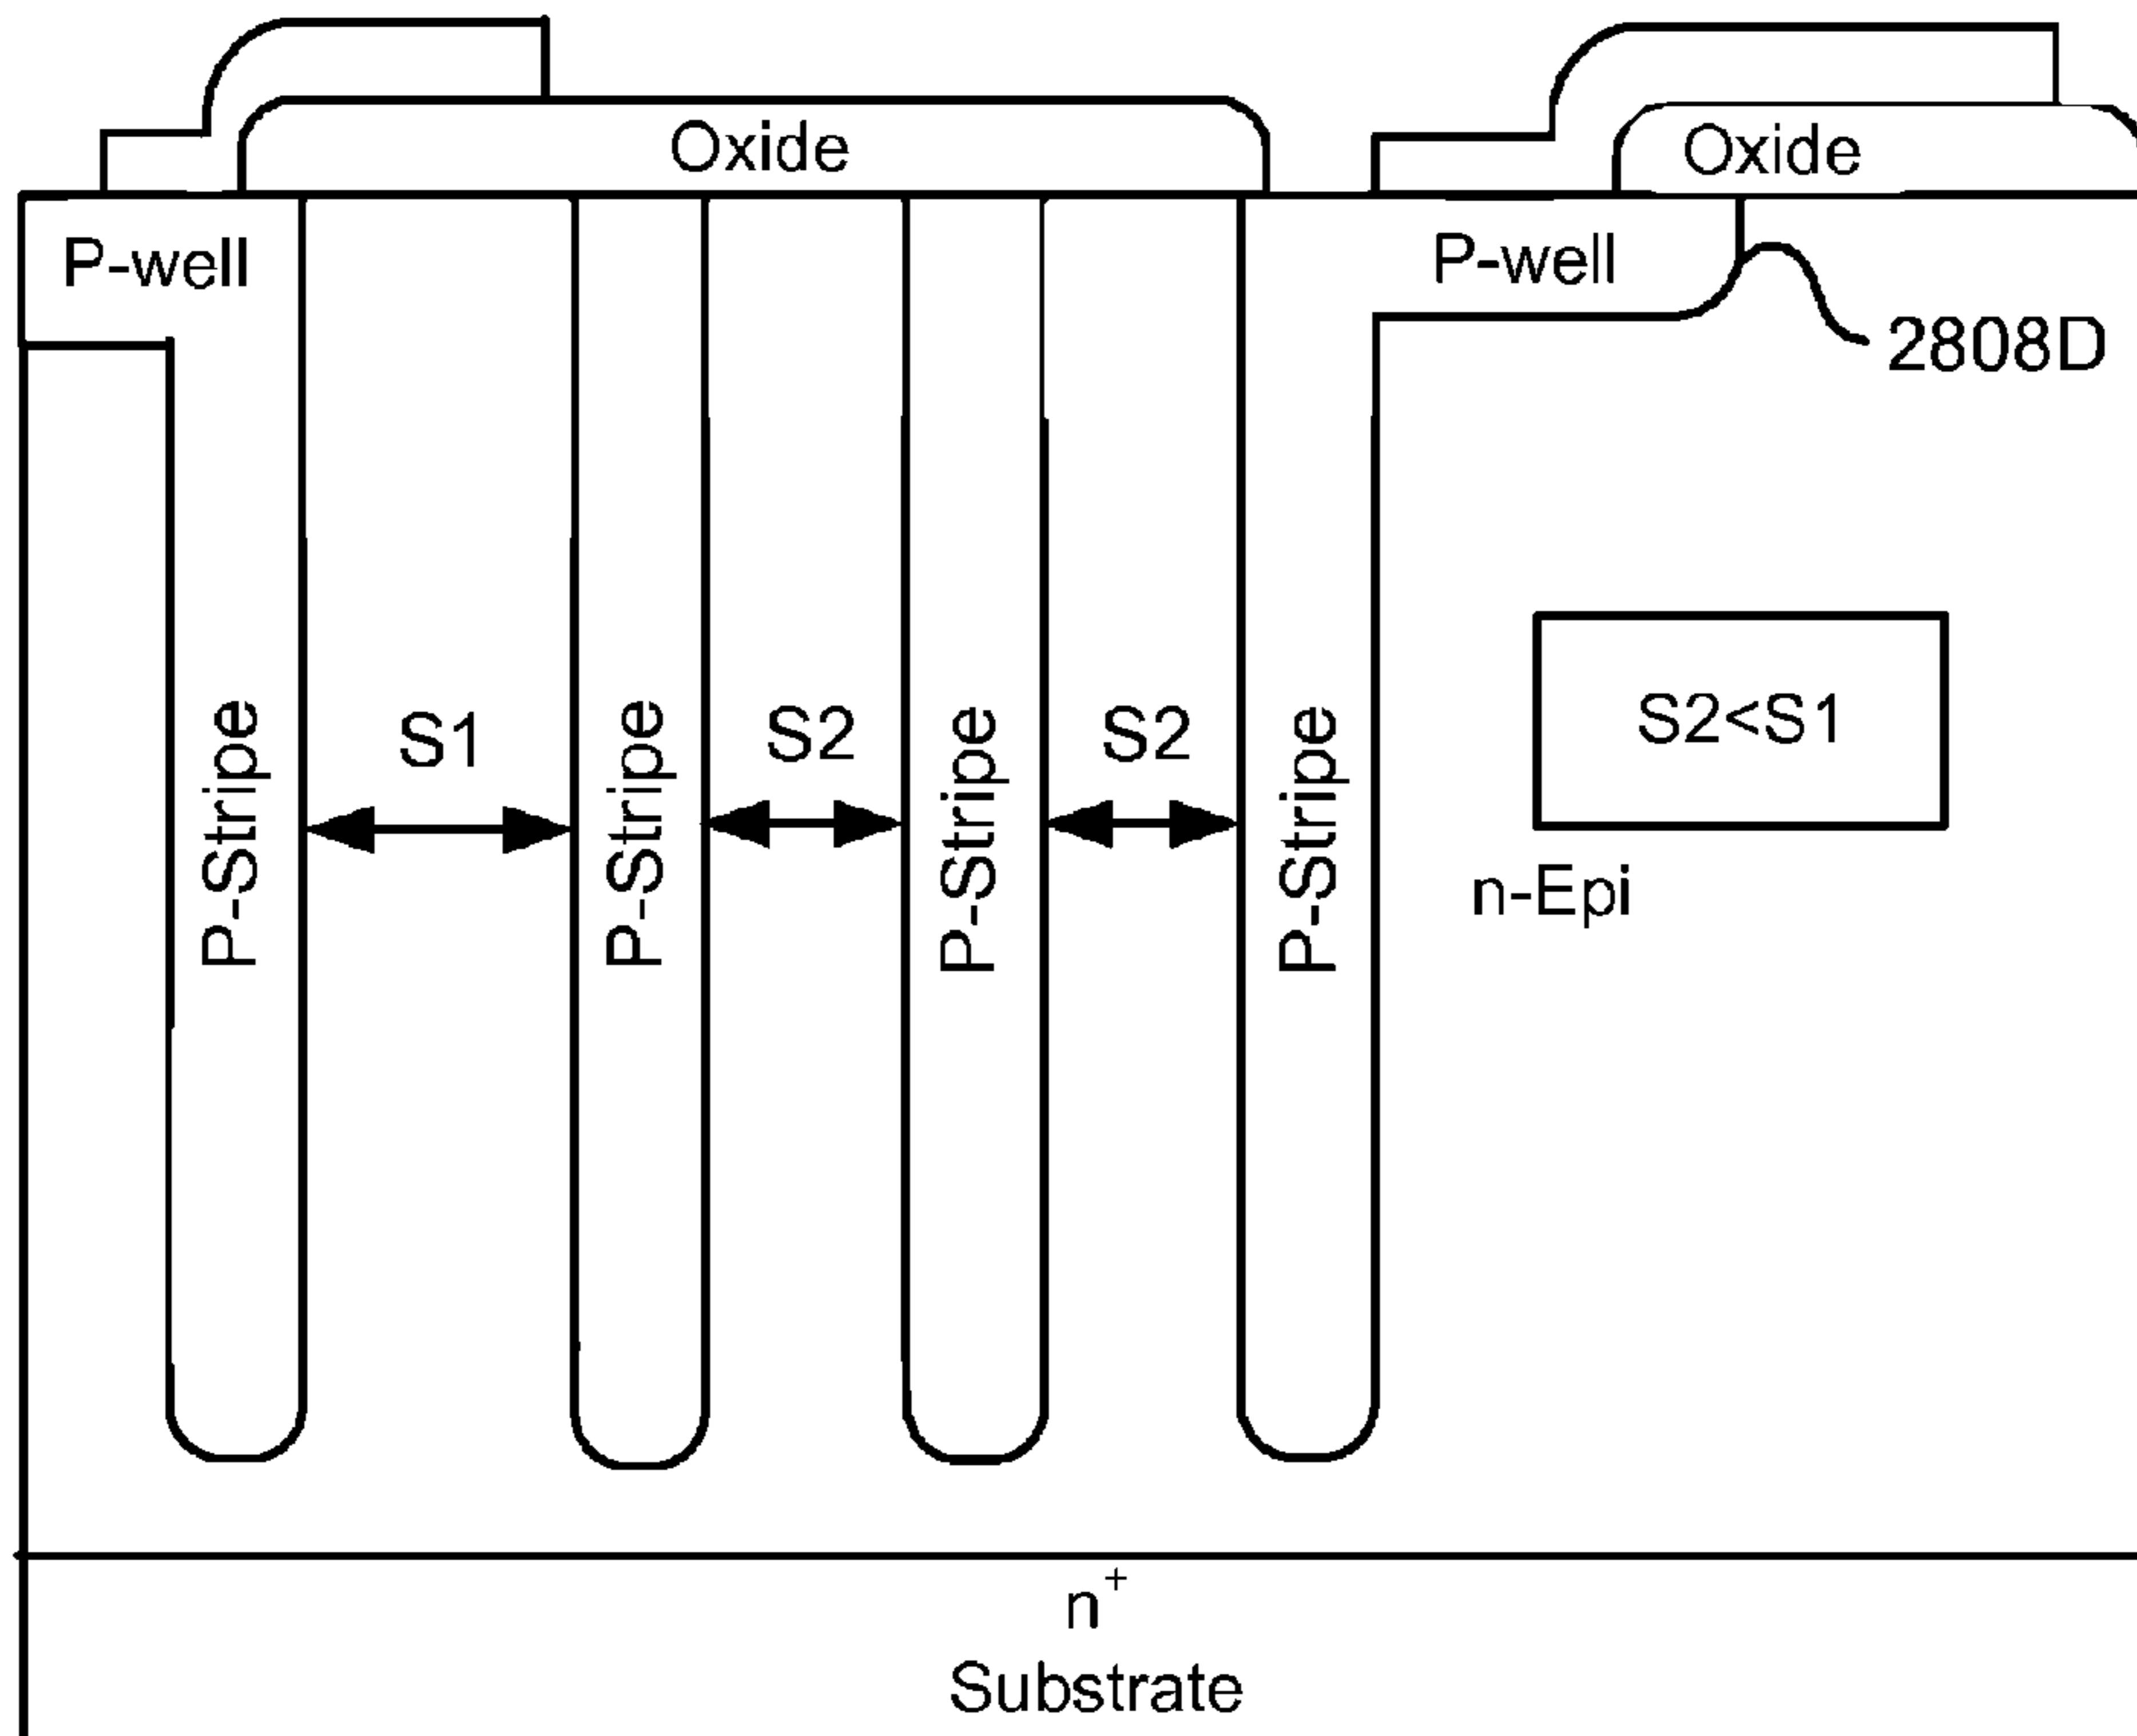 Oxide
Oxide
P-well
P-well
2808D
P-Stripe
S1
P-Stripe
S2
P-Stripe
S2
P-Stripe
S2<S1
n-Epi
n⁺
Substrate